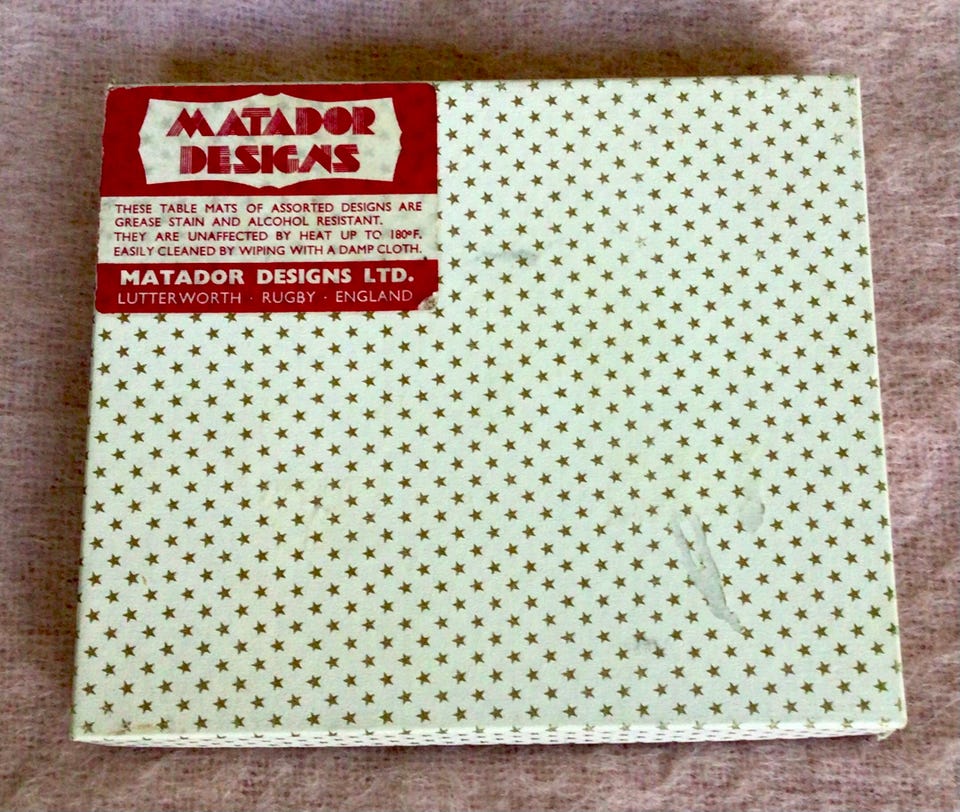 MATADOR
DESIGNS
THESE TABLE MATS OF ASSORTED DESIGNS ARE
GREASE STAIN AND ALCOHOL RESISTANT.
THEY ARE UNAFFECTED BY HEAT UP TO 180ºF.
EASILY CLEANED BY WIPING WITH A DAMP CLOTH.
MATADOR DESIGNS LTD.
LUTTERWORTH · RUGBY · ENGLAND